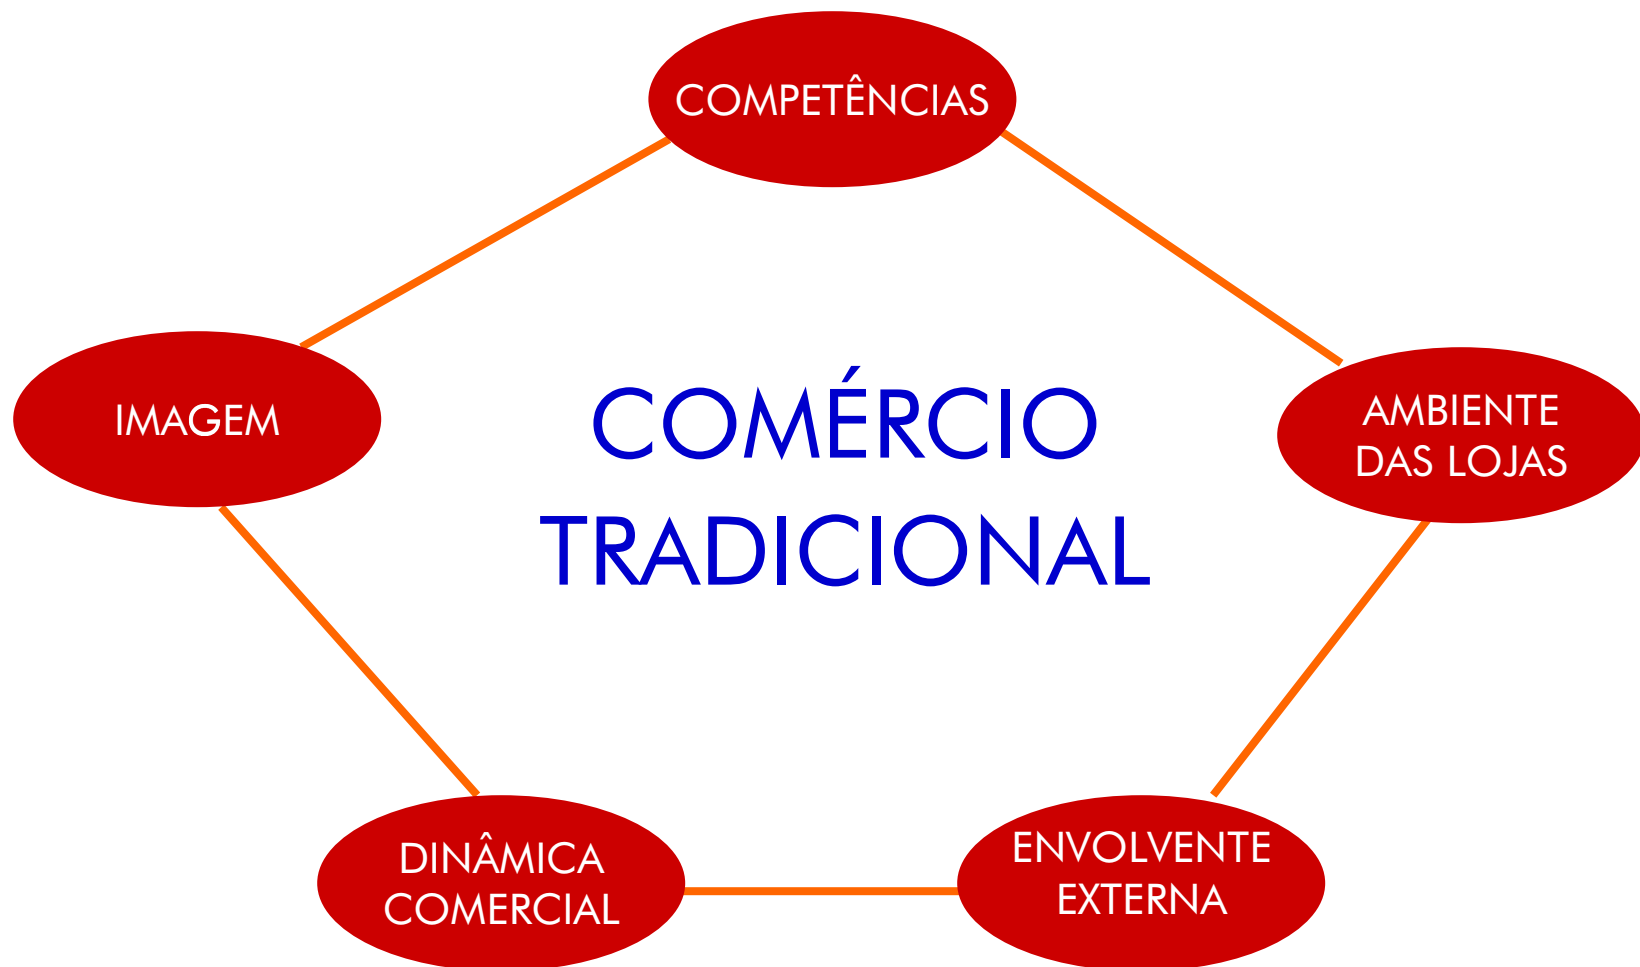 COMPETÊNCIAS
IMAGEM
COMÉRCIO
TRADICIONAL
AMBIENTE
DAS LOJAS
DINÂMICA
COMERCIAL
ENVOLVENTE
EXTERNA